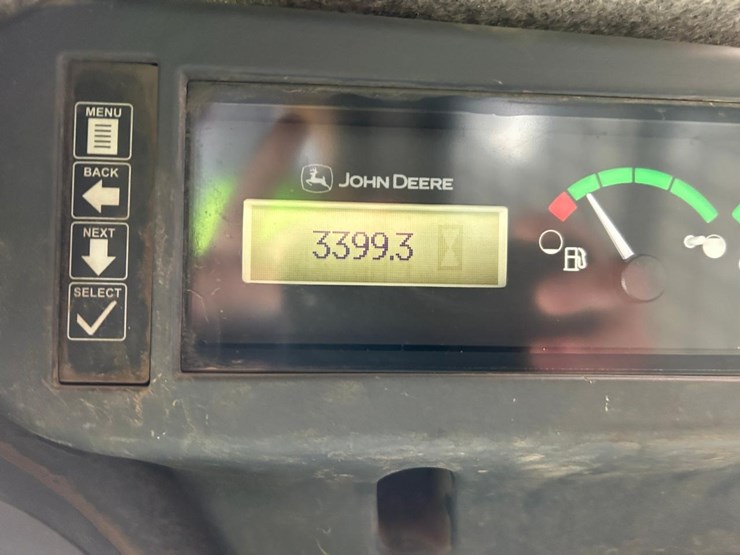 MENU
BACK
NEXT
SELECT
JOHN DEERE
3399.3